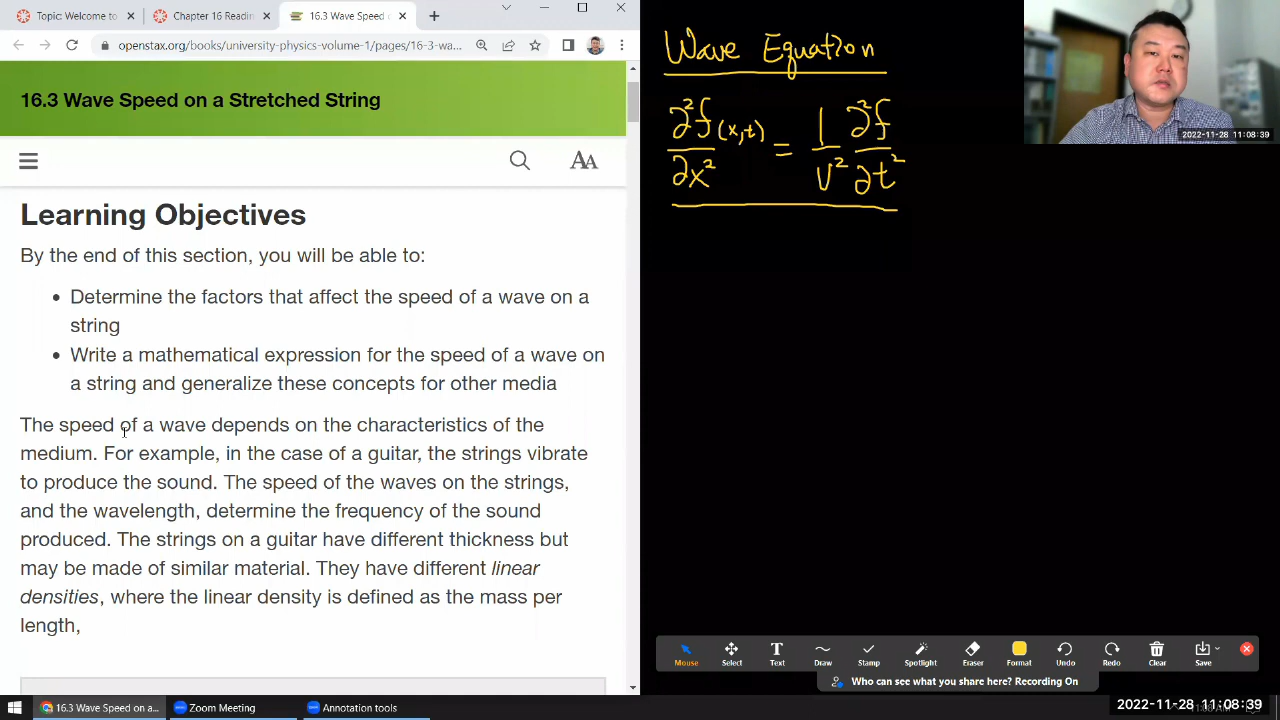 Topic: Welcome to
Chapter 16 Readin
16.3 Wave Speed o
openstax.org/books/university-physics-volume-1/pages/16-3-wa...
16.3 Wave Speed on a Stretched String
AA
Learning Objectives
By the end of this section, you will be able to:
• Determine the factors that affect the speed of a wave on a
string
• Write a mathematical expression for the speed of a wave on
a string and generalize these concepts for other media
The speed of a wave depends on the characteristics of the
medium. For example, in the case of a guitar, the strings vibrate
to produce the sound. The speed of the waves on the strings,
and the wavelength, determine the frequency of the sound
produced. The strings on a guitar have different thickness but
may be made of similar material. They have different linear
densities, where the linear density is defined as the mass per
length,
Wave Equation
∂²f/∂x² (x,t) = 1/v² ∂²f/∂t²
2022-11-28 11:08:39
Mouse Select Text Draw Stamp Spotlight Eraser Format Undo Redo Clear Save
Who can see what you share here? Recording On
16.3 Wave Speed on a... Zoom Meeting Annotation tools
2022-11-28 11:08:39